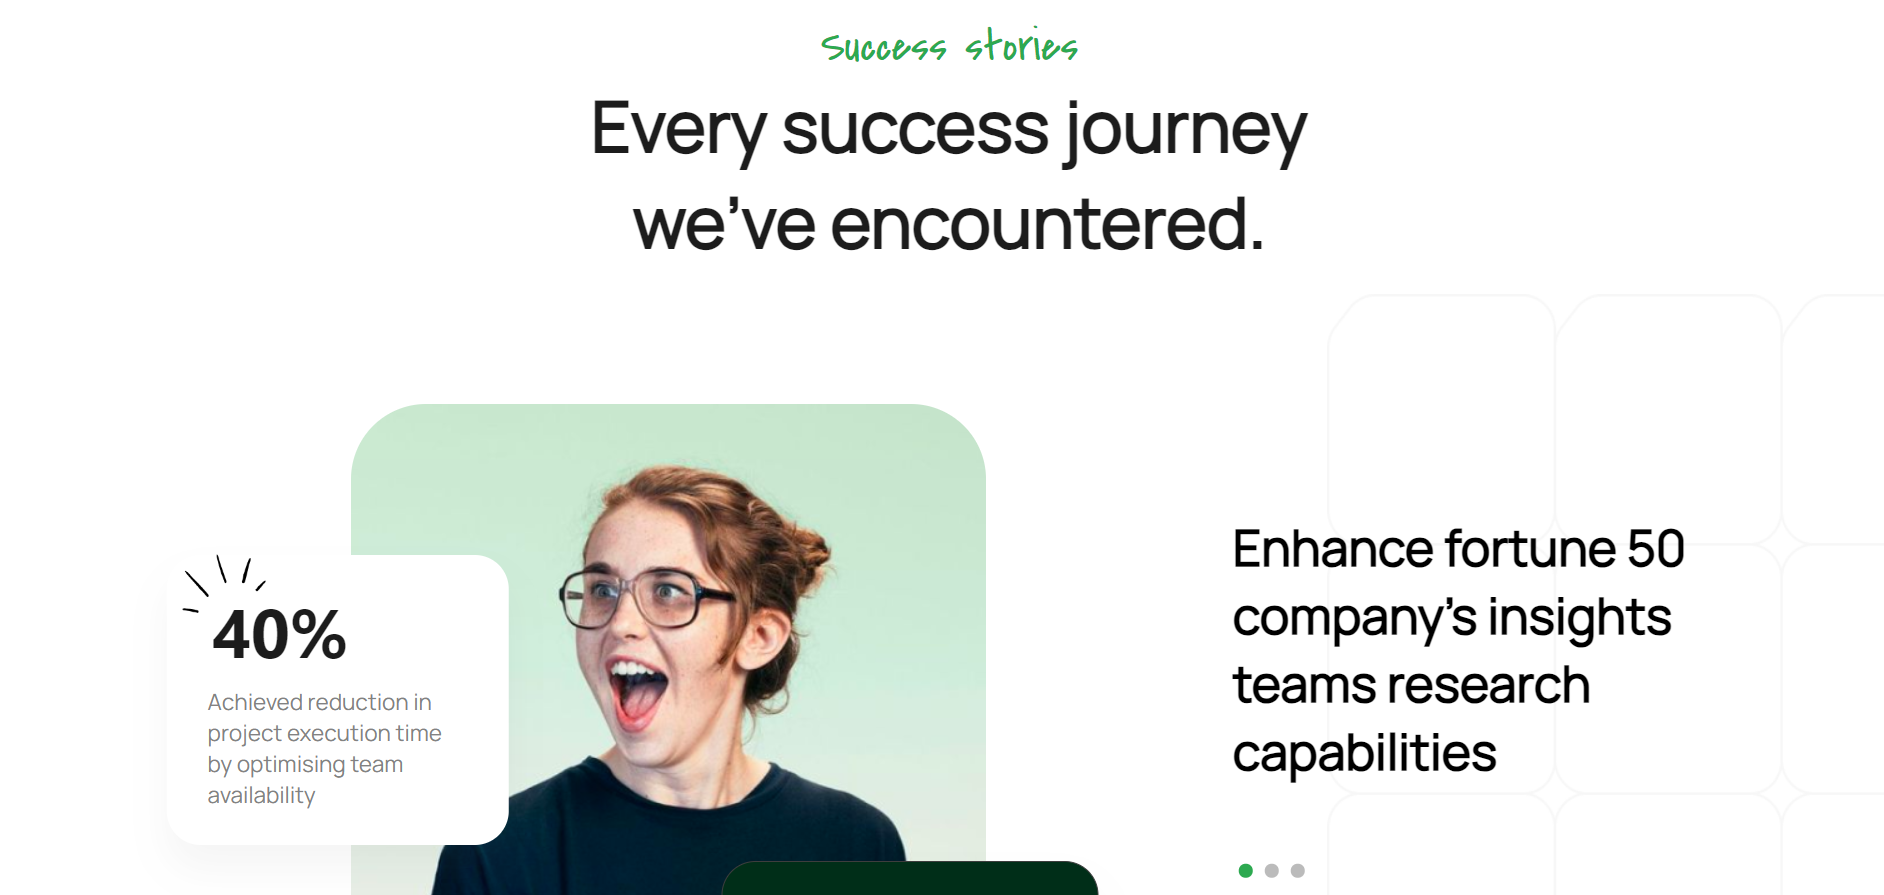 Success stories
Every success journey
we’ve encountered.
40%
Achieved reduction in
project execution time
by optimising team
availability
Enhance fortune 50
company’s insights
teams research
capabilities